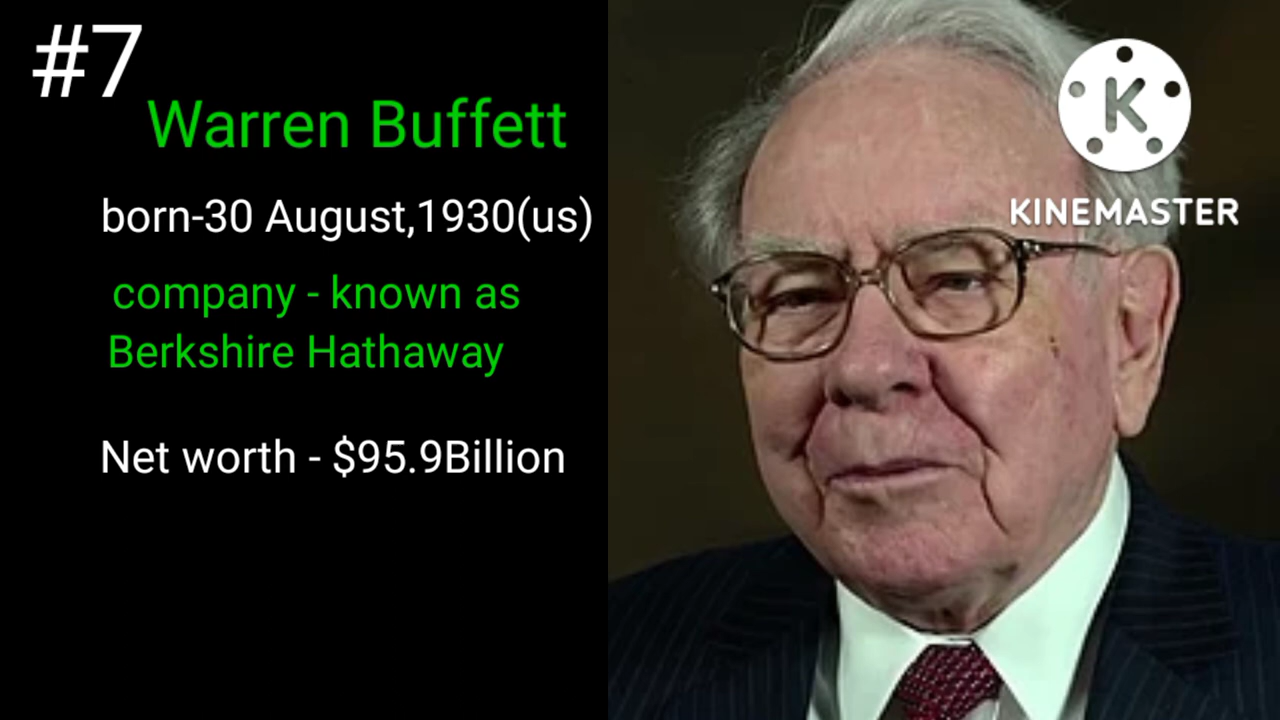 #7
Warren Buffett
born-30 August,1930(us)
company - known as
Berkshire Hathaway
Net worth - $95.9Billion
K
KINEMASTER